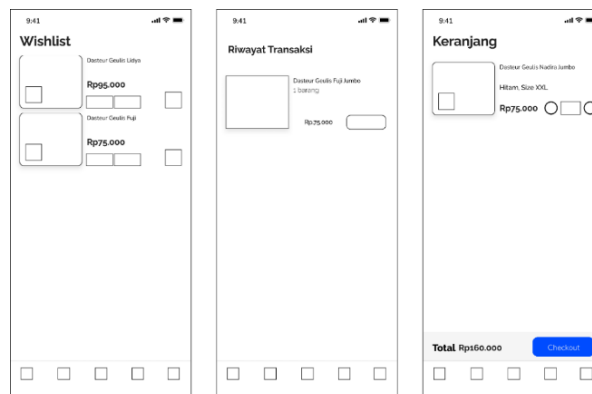 9:41
Wishlist
Dasteur Geulis Lidya
Rp95.000
Dasteur Geulis Fuji
Rp75.000
9:41
Riwayat Transaksi
Dasteur Geulis Fuji Jumbo
1 barang
Rp.75.000
9:41
Keranjang
Dasteur Geulis Nadira Jumbo
Hitam, Size XXL
Rp75.000
Total Rp160.000
Checkout